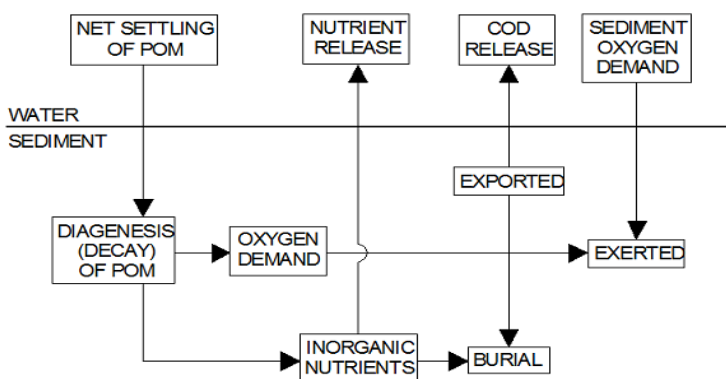 NET SETTLING
OF POM
NUTRIENT
RELEASE
COD
RELEASE
SEDIMENT
OXYGEN
DEMAND
WATER
SEDIMENT
EXPORTED
DIAGENESIS
(DECAY)
OF POM
OXYGEN
DEMAND
EXERTED
INORGANIC
NUTRIENTS
BURIAL